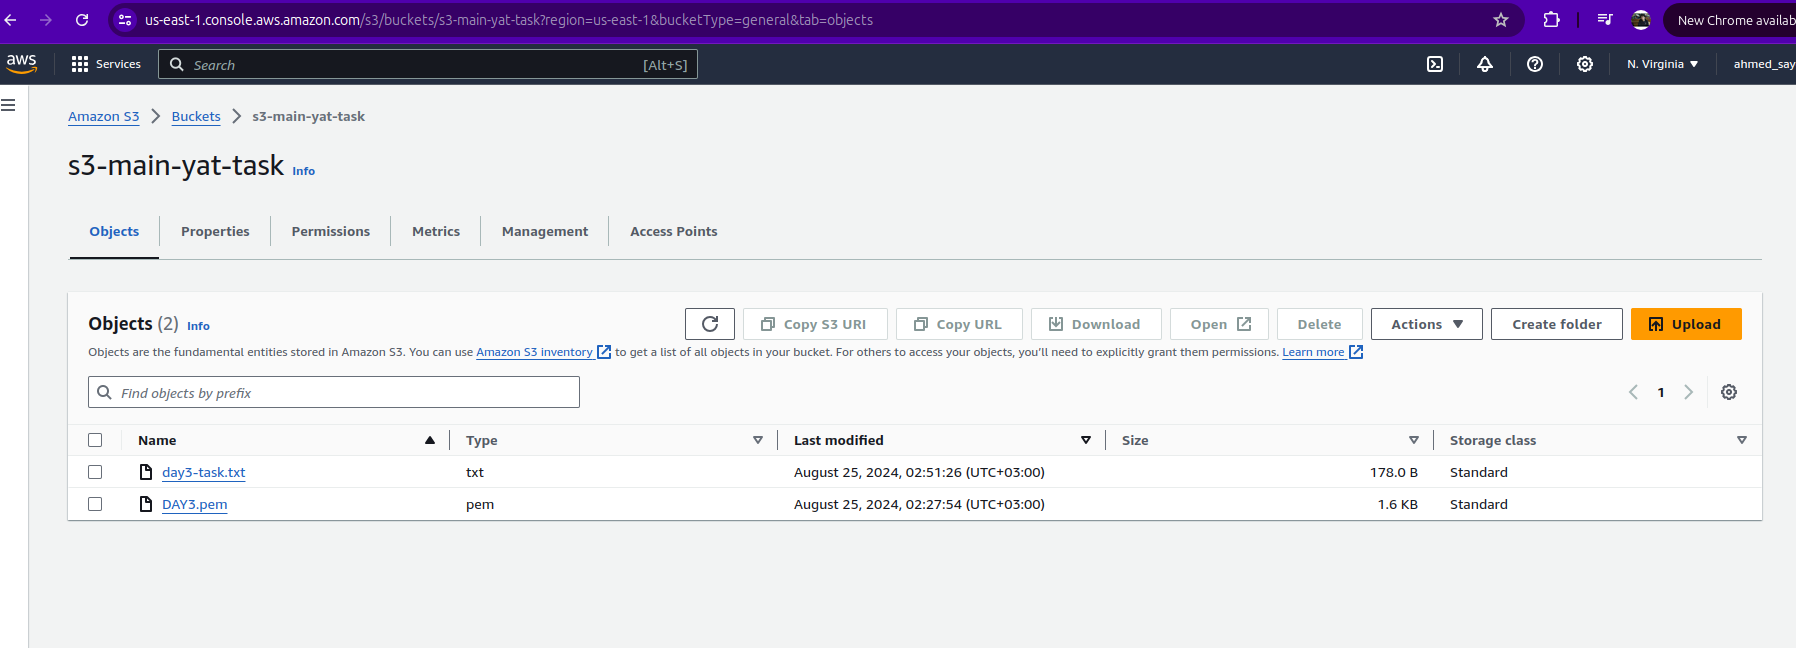 us-east-1.console.aws.amazon.com/s3/buckets/s3-main-yat-task?region=us-east-1&bucketType=general&tab=objects
New Chrome availab
aws
Services
Search
[Alt+S]
N. Virginia
ahmed_say
Amazon S3
Buckets
s3-main-yat-task
s3-main-yat-task Info
Objects
Properties
Permissions
Metrics
Management
Access Points
Objects (2) Info
Copy S3 URI
Copy URL
Download
Open
Delete
Actions
Create folder
Upload
Objects are the fundamental entities stored in Amazon S3. You can use Amazon S3 inventory to get a list of all objects in your bucket. For others to access your objects, you'll need to explicitly grant them permissions. Learn more
Find objects by prefix
1
Name Type Last modified Size Storage class
day3-task.txt txt August 25, 2024, 02:51:26 (UTC+03:00) 178.0 B Standard
DAY3.pem pem August 25, 2024, 02:27:54 (UTC+03:00) 1.6 KB Standard